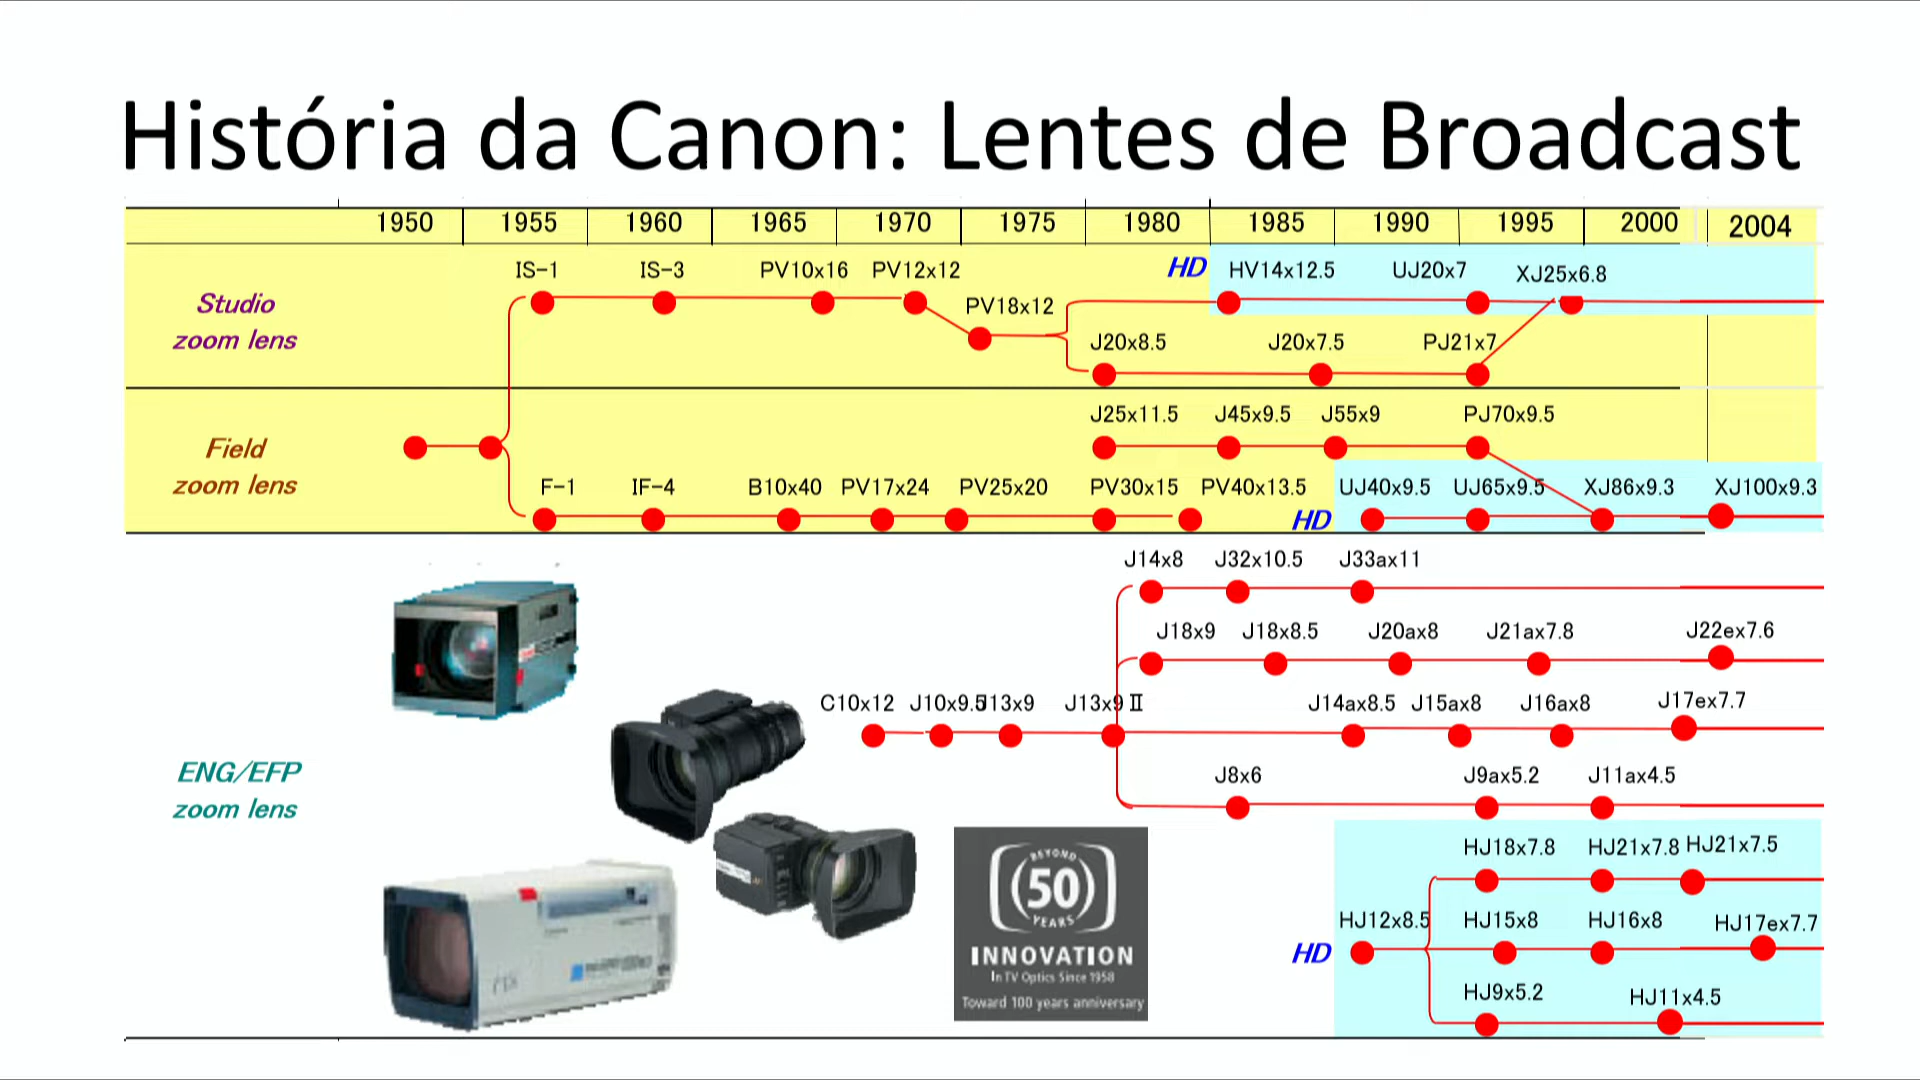 História da Canon: Lentes de Broadcast
1950 1955 1960 1965 1970 1975 1980 1985 1990 1995 2000 2004
IS-1 IS-3 PV10x16 PV12x12 HD HV14x12.5 UJ20x7 XJ25x6.8
Studio
zoom lens
PV18x12
J20x8.5 J20x7.5 PJ21x7
J25x11.5 J45x9.5 J55x9 PJ70x9.5
Field
zoom lens
F-1 IF-4 B10x40 PV17x24 PV25x20 PV30x15 PV40x13.5 UJ40x9.5 UJ65x9.5 XJ86x9.3 XJ100x9.3
HD
J14x8 J32x10.5 J33ax11
J18x9 J18x8.5 J20ax8 J21ax7.8 J22ex7.6
C10x12 J10x9.5 J13x9 J13x9 II J14ax8.5 J15ax8 J16ax8 J17ex7.7
ENG/EFP
zoom lens
J8x6 J9ax5.2 J11ax4.5
HJ18x7.8 HJ21x7.8 HJ21x7.5
HD HJ12x8.5 HJ15x8 HJ16x8 HJ17ex7.7
HJ9x5.2 HJ11x4.5
BEYOND
50
YEARS
INNOVATION
In TV Optics Since 1958
Toward 100 years anniversary